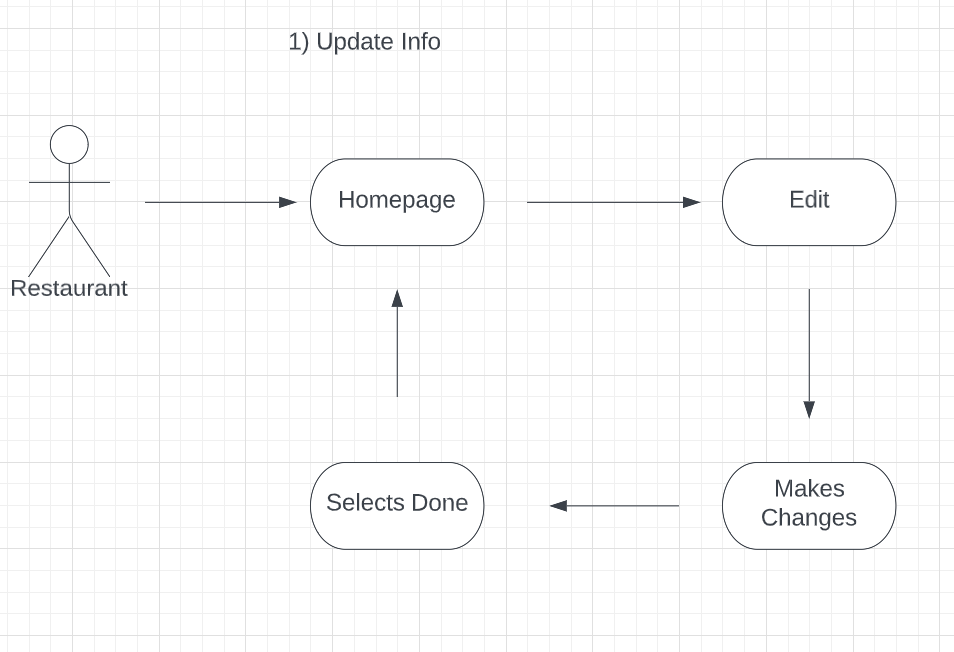 1) Update Info
Restaurant
Homepage
Edit
Makes
Changes
Selects Done